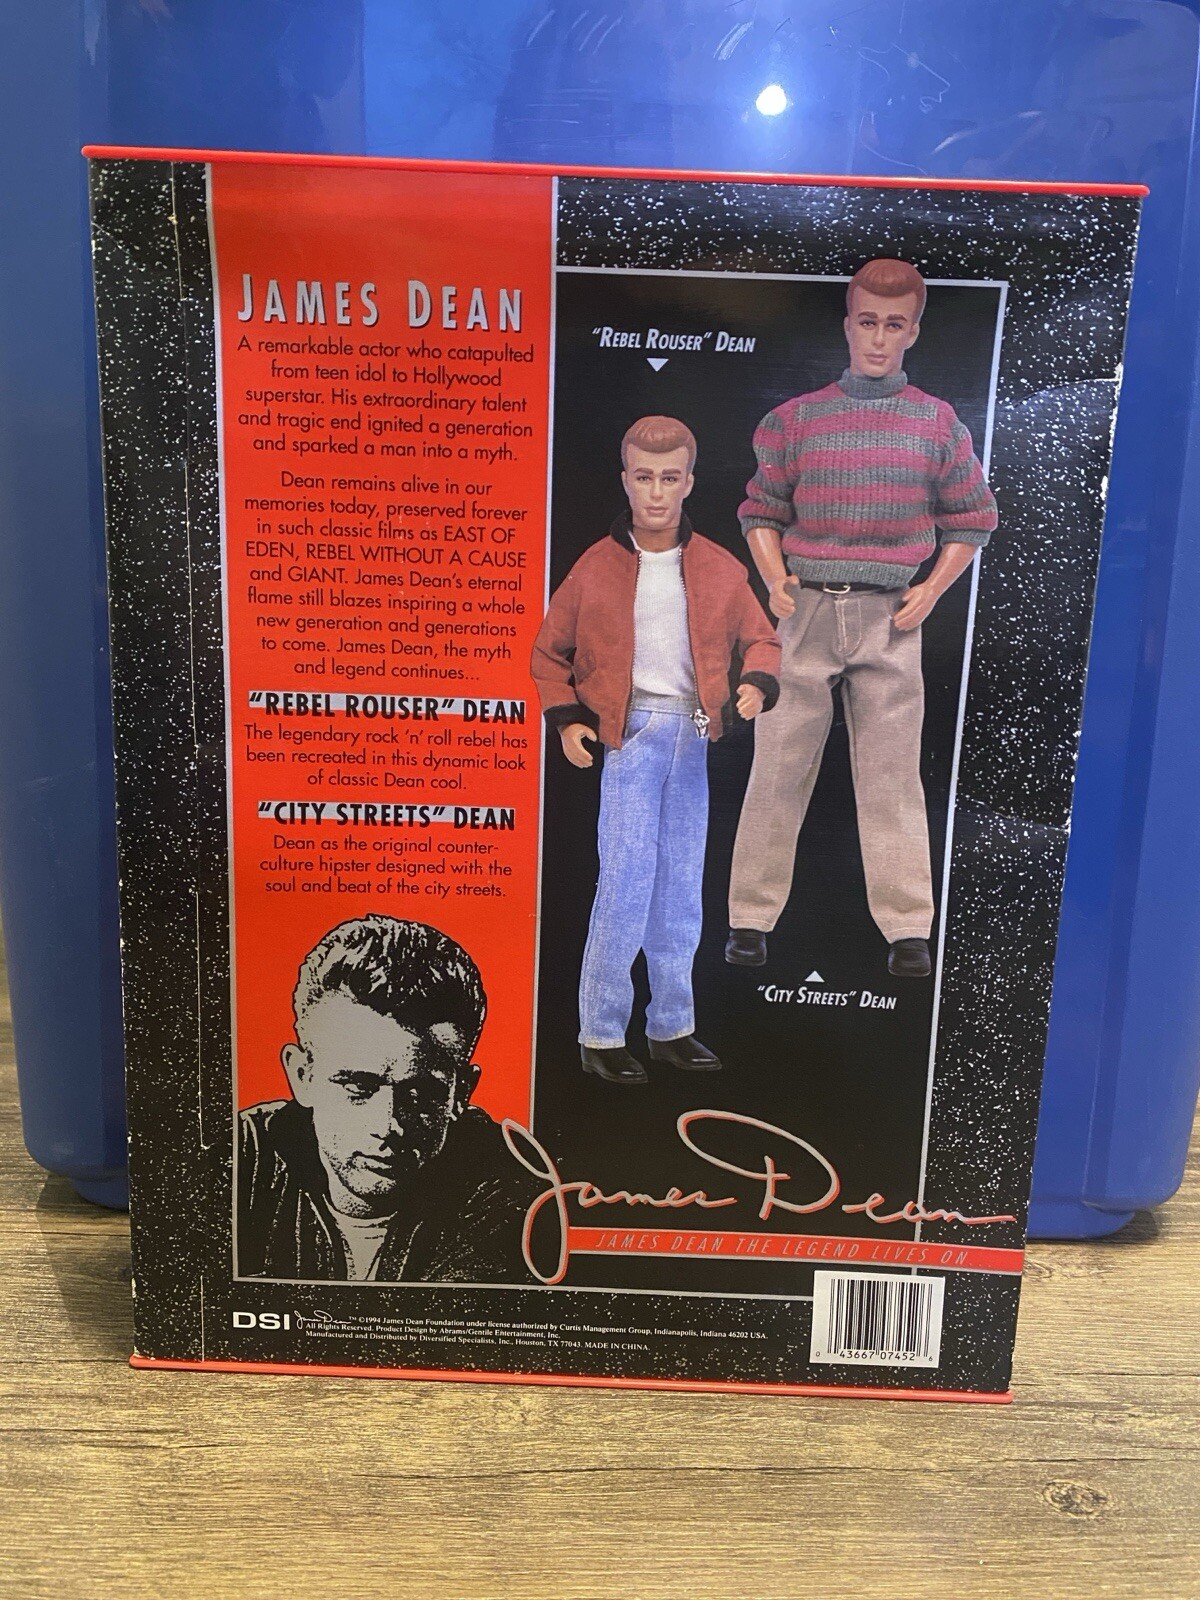 JAMES DEAN
A remarkable actor who catapulted
from teen idol to Hollywood
superstar. His extraordinary talent
and tragic end ignited a generation
and sparked a man into a myth.
Dean remains alive in our
memories today, preserved forever
in such classic films as EAST OF
EDEN, REBEL WITHOUT A CAUSE
and GIANT. James Dean's eternal
flame still blazes inspiring a whole
new generation and generations
to come. James Dean, the myth
and legend continues...
"REBEL ROUSER" DEAN
The legendary rock 'n' roll rebel has
been recreated in this dynamic look
of classic Dean cool.
"CITY STREETS" DEAN
Dean as the original counter-
culture hipster designed with the
soul and beat of the city streets.
"REBEL ROUSER" DEAN
"CITY STREETS" DEAN
James Dean
JAMES DEAN THE LEGEND LIVES ON...
DSI James Dean™ ©1994 James Dean Foundation under license authorized by Curtis Management Group, Indianapolis, Indiana 46202 USA.
All Rights Reserved. Product Design by Abrams/Gentile Entertainment, Inc.
Manufactured and Distributed by Diversified Specialists, Inc., Houston, TX 77043. MADE IN CHINA.
0 43667 07452 6